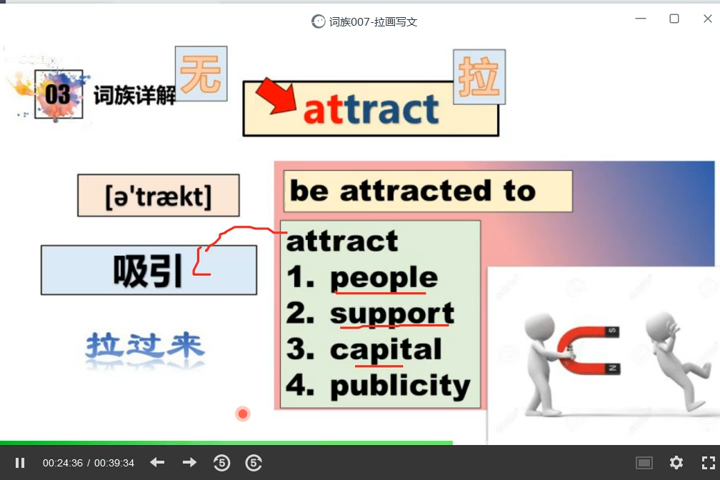 词族007-拉画写文
无
拉
03
词族详解
attract
[ə'trækt]
be attracted to
吸引
attract
1. people
2. support
3. capital
4. publicity
拉过来
S
N
00:24:36 / 00:39:34
5
5